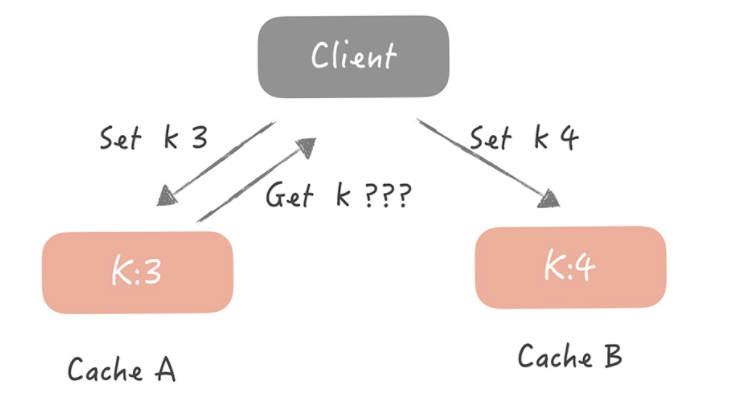 Client
Set k 3
Set k 4
Get k ???
K:3
K:4
Cache A
Cache B